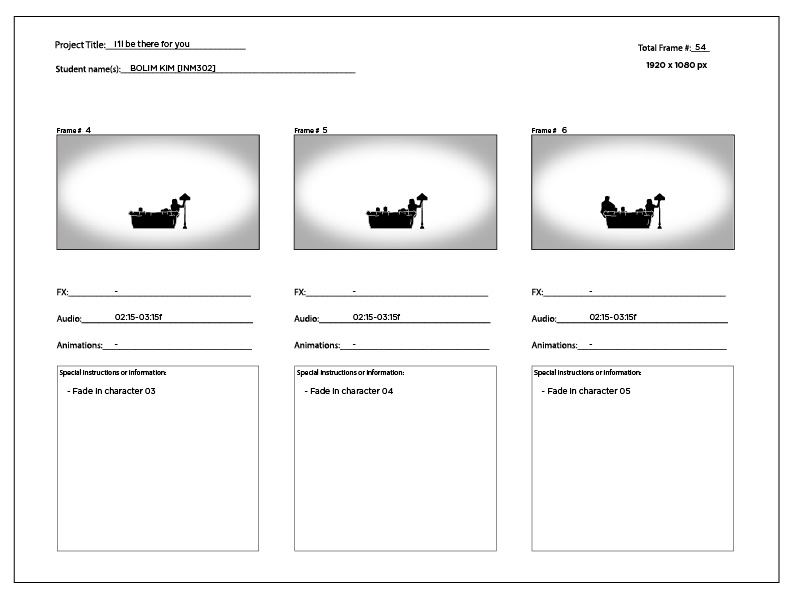 Project Title: I'll be there for you
Total Frame #: 54
Student name(s): BOLIM KIM [INM302]
1920 x 1080 px
Frame # 4
Frame # 5
Frame # 6
FX: -
FX: -
FX: -
Audio: 02:15-03:15f
Audio: 02:15-03:15f
Audio: 02:15-03:15f
Animations: -
Animations: -
Animations: -
Special Instructions or Information:
Special Instructions or Information:
Special Instructions or Information:
- Fade in character 03
- Fade in character 04
- Fade in character 05